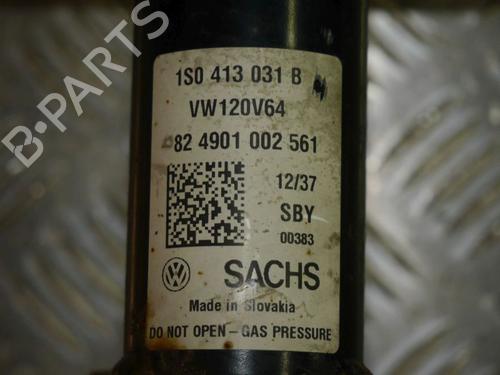 1S0 413 031 B
VW120V64
82 4901 002 561
12/37
SBY
00383
SACHS
Made in Slovakia
DO NOT OPEN – GAS PRESSURE
B-PARTS